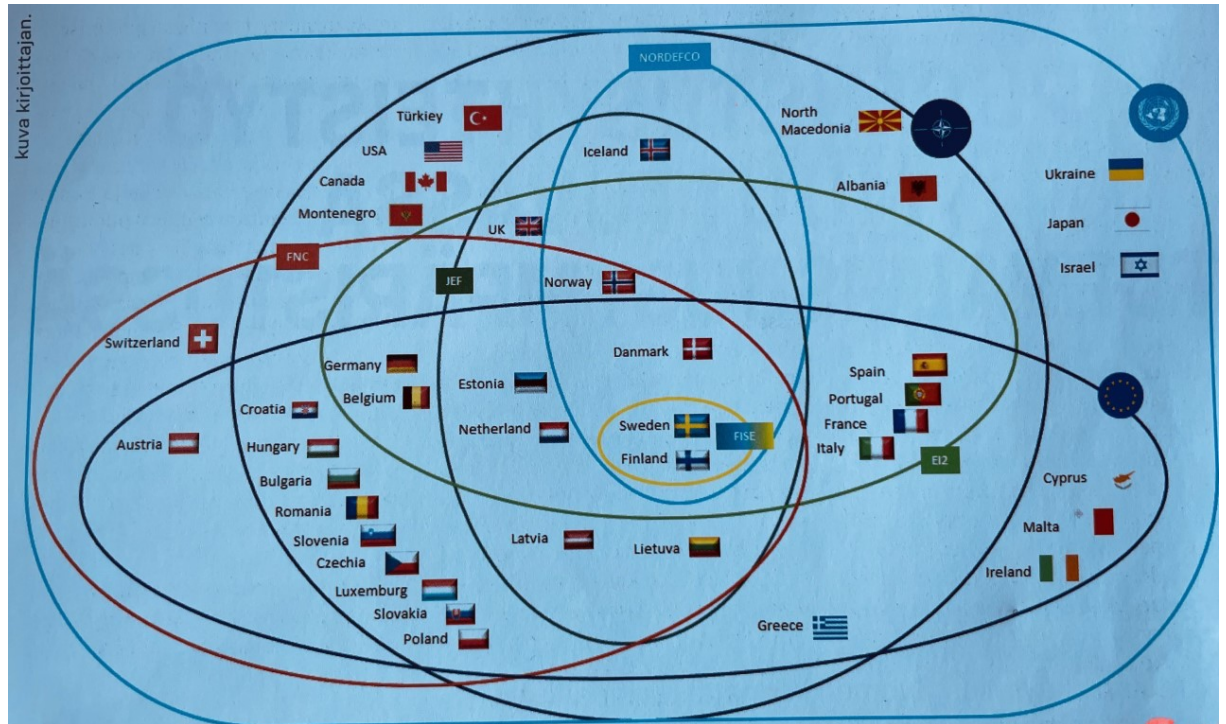 kuva kirjoittajan.
NORDEFCO
Türkiey
USA
Canada
Montenegro
Iceland
North
Macedonia
Albania
Ukraine
Japan
Israel
UK
FNC
JEF
Norway
Switzerland
Denmark
Germany
Belgium
Estonia
Spain
Portugal
France
Italy
Croatia
Austria
Hungary
Bulgaria
Romania
Slovenia
Czechia
Luxemburg
Slovakia
Poland
Netherland
Sweden
Finland
FISE
EI2
Latvia
Lietuva
Cyprus
Malta
Ireland
Greece